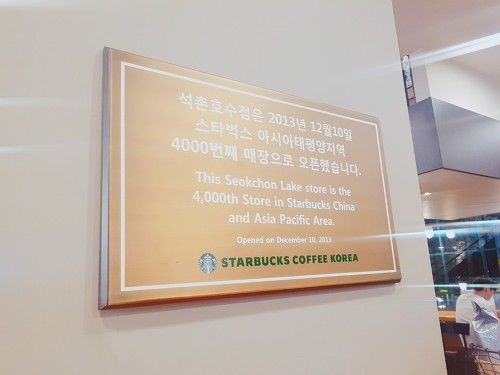 석촌호수점은 2013년 12월10일
스타벅스 아시아태평양지역
4000번째 매장으로 오픈했습니다.
This Seokchon Lake store is the
4,000th Store in Starbucks China
and Asia Pacific Area.
Opened on December 10, 2013
STARBUCKS COFFEE KOREA